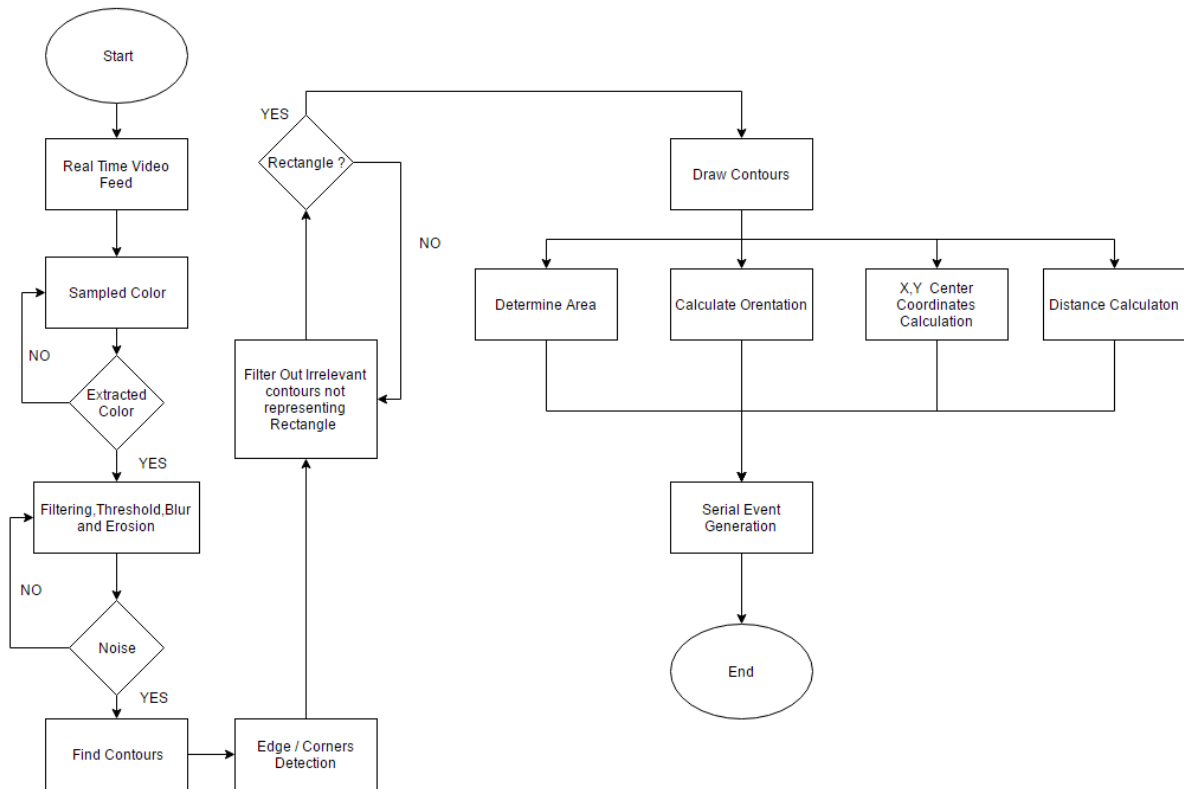 Start
Real Time Video
Feed
Sampled Color
NO
Extracted
Color
YES
Filtering,Threshold,Blur
and Erosion
NO
Noise
YES
Find Contours
Edge / Corners
Detection
Filter Out Irrelevant
contours not
representing
Rectangle
Rectangle ?
YES
NO
Draw Contours
Determine Area
Calculate Orentation
X,Y Center
Coordinates
Calculation
Distance Calculaton
Serial Event
Generation
End